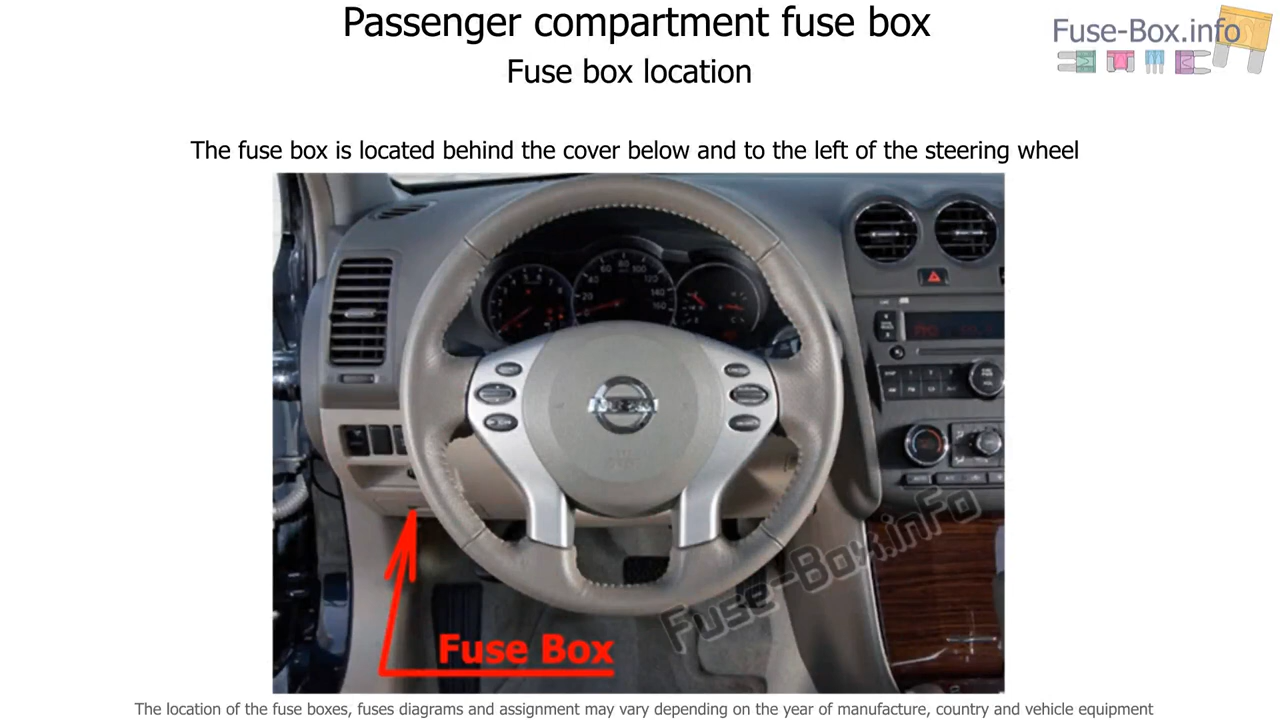 Passenger compartment fuse box
Fuse-Box.info
Fuse box location
The fuse box is located behind the cover below and to the left of the steering wheel
Fuse-Box.info
Fuse Box
The location of the fuse boxes, fuses diagrams and assignment may vary depending on the year of manufacture, country and vehicle equipment